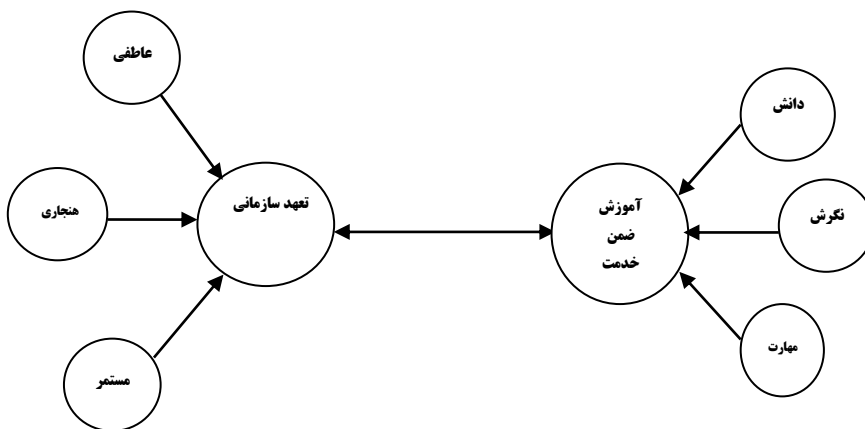 عاطفی
دانش
تعهد سازمانی
آموزش
ضمن
خدمت
هنجاری
نگرش
مستمر
مهارت